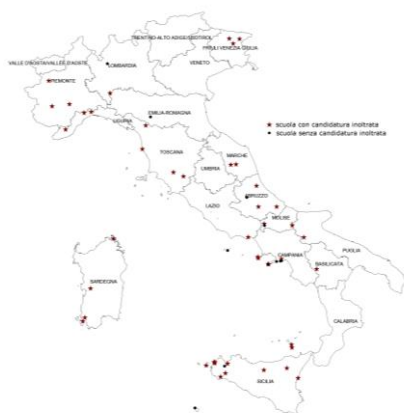 TRENTINO-ALTO ADIGE/SÜDTIROL
FRIULI-VENEZIA GIULIA
VALLE D'AOSTA/VALLÉE D'AOSTE
LOMBARDIA
VENETO
PIEMONTE
EMILIA-ROMAGNA
LIGURIA
★ scuola con candidatura inoltrata
• scuola senza candidatura inoltrata
TOSCANA
MARCHE
UMBRIA
ABRUZZO
LAZIO
MOLISE
CAMPANIA
PUGLIA
BASILICATA
SARDEGNA
CALABRIA
SICILIA